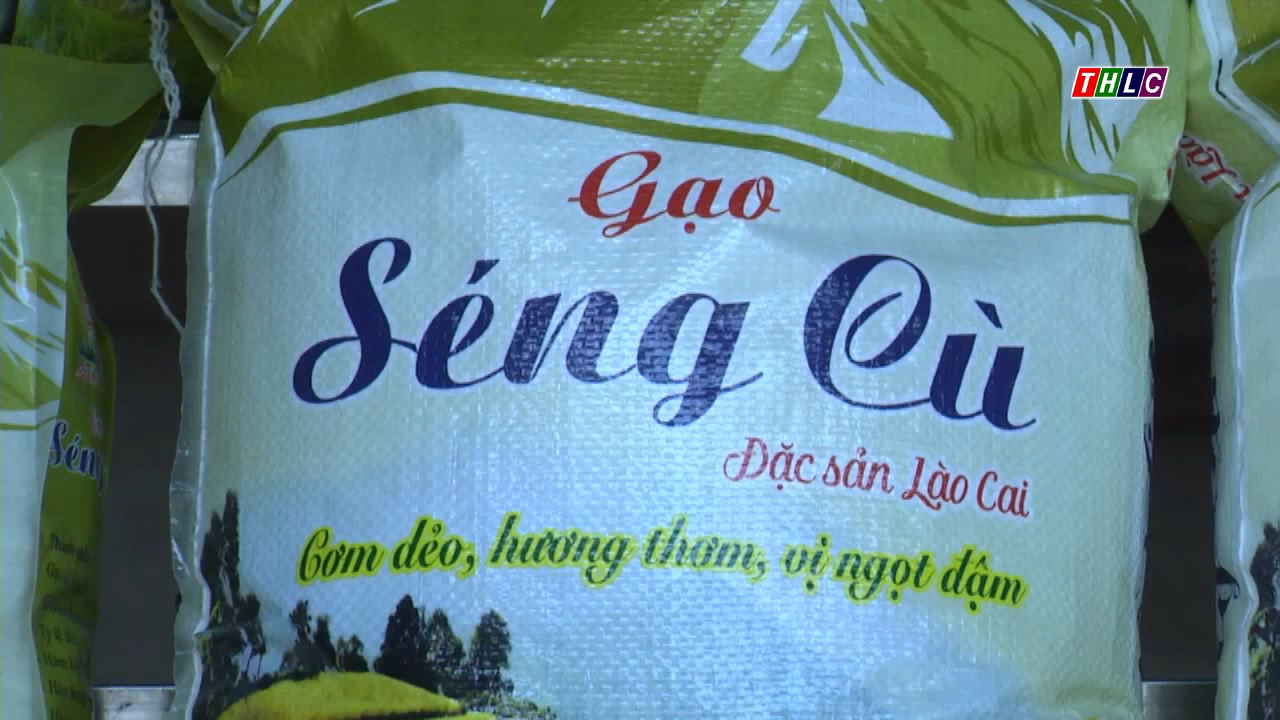 THLC
Gạo
Séng Cù
Đặc sản Lào Cai
Cơm dẻo, hương thơm, vị ngọt đậm
Séng